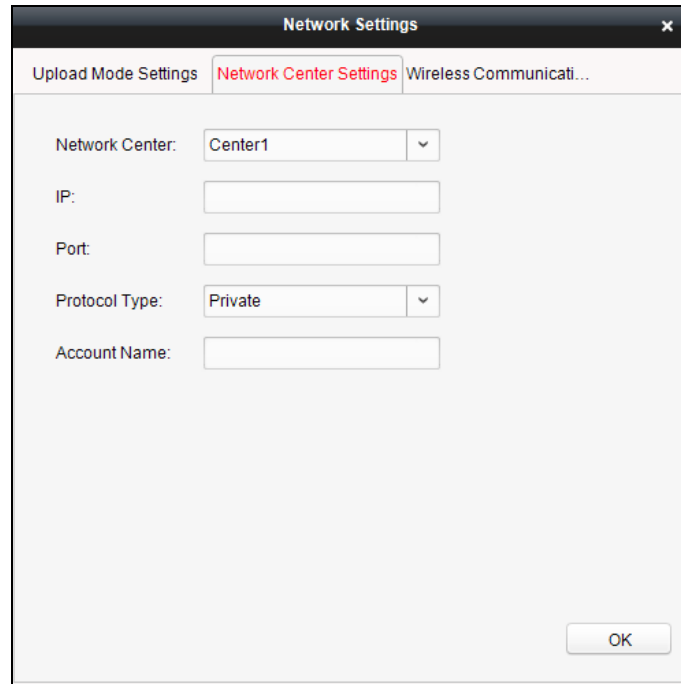 Network Settings
Upload Mode Settings Network Center Settings Wireless Communicati...
Network Center: Center1
IP:
Port:
Protocol Type: Private
Account Name:
OK